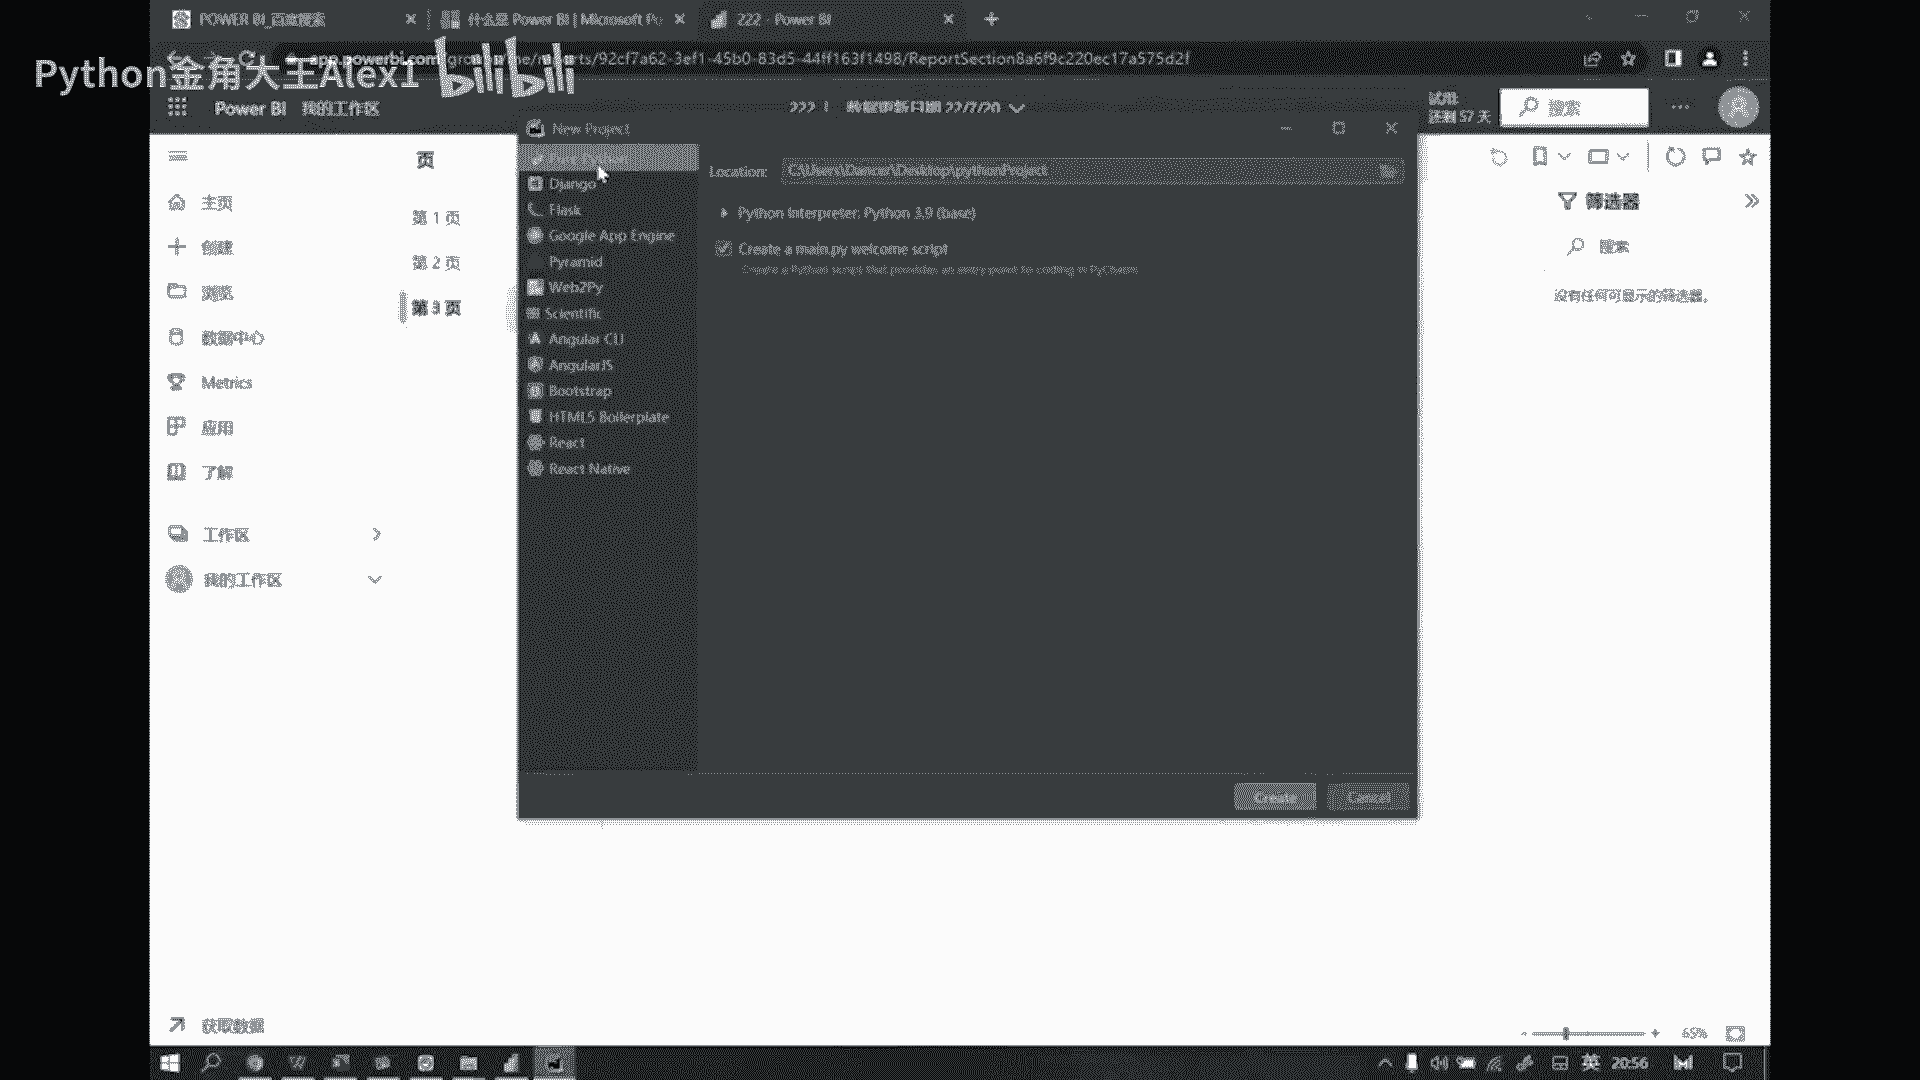 POWER BI_百度搜索
什么是 Power BI | Microsoft Po
222 - Power BI
Python金角大王Alex1 bilibili
app.powerbi.com/groups/me/reports/92cf7a62-3ef1-45b0-83d5-44ff163f1498/ReportSection8a6f9c220ec17a575d2f
Power BI 我的工作区
222 | 数据更新日期 22/7/20
试用:
还剩 57 天
搜索
页
第 1 页
第 2 页
第 3 页
主页
创建
浏览
数据中心
Metrics
应用
了解
工作区
我的工作区
获取数据
New Project
Pure Python
Django
Flask
Google App Engine
Pyramid
Web2Py
Scientific
Angular CLI
AngularJS
Bootstrap
HTML5 Boilerplate
React
React Native
Location: C:\Users\Dancer\Desktop\pythonProject
Python Interpreter: Python 3.9 (base)
Create a main.py welcome script
Create a Python script that provides an entry point to coding in PyCharm.
Create
Cancel
筛选器
搜索
没有任何可显示的筛选器。
65%
英 20:56